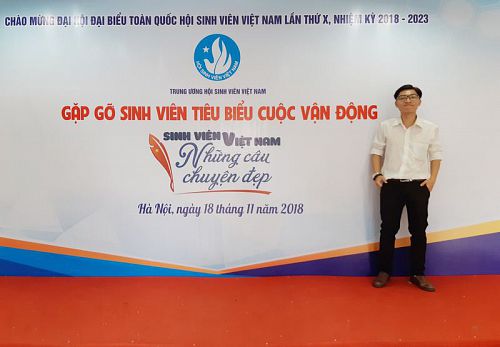 CHÀO MỪNG ĐẠI HỘI ĐẠI BIỂU TOÀN QUỐC HỘI SINH VIÊN VIỆT NAM LẦN THỨ X, NHIỆM KỲ 2018 - 2023
HỘI SINH VIÊN VIỆT NAM
TRUNG ƯƠNG HỘI SINH VIÊN VIỆT NAM
GẶP GỠ SINH VIÊN TIÊU BIỂU CUỘC VẬN ĐỘNG
SINH VIÊN VIỆT NAM
Những câu
chuyện đẹp
Hà Nội, ngày 18 tháng 11 năm 2018